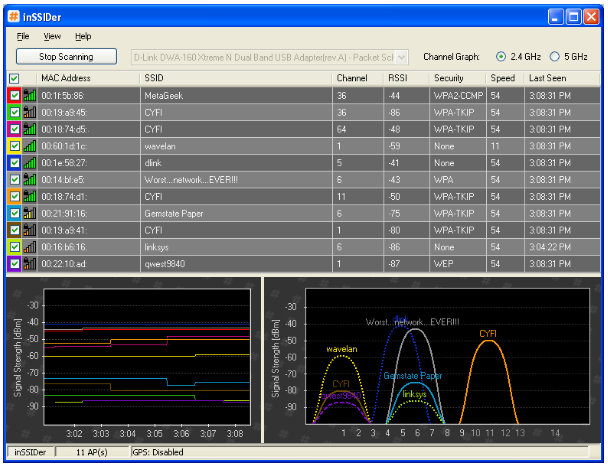 inSSIDer
File View Help
Stop Scanning D-Link DWA-160 Xtreme N Dual Band USB Adapter(rev.A) - Packet Scl Channel Graph: 2.4 GHz 5 GHz
MAC Address SSID Channel RSSI Security Speed Last Seen
00:1f:5b:86: MetaGeek 36 -44 WPA2-CCMP 54 3:08:31 PM
00:19:a9:45: CYFI 36 -86 WPA-TKIP 54 3:08:31 PM
00:18:74:d5: CYFI 64 -48 WPA-TKIP 54 3:08:31 PM
00:60:1d:1c: wavelan 1 -59 None 11 3:08:31 PM
00:1e:58:27: dlink 5 -41 None 54 3:08:31 PM
00:14:bf:e5: Worst...network...EVER!!! 6 -43 WPA 54 3:08:31 PM
00:18:74:d1: CYFI 11 -50 WPA-TKIP 54 3:08:31 PM
00:21:91:16: Gemstate Paper 6 -75 WPA-TKIP 54 3:08:31 PM
00:19:a9:41: CYFI 1 -80 WPA-TKIP 54 3:08:31 PM
00:16:b6:16: linksys 6 -86 None 54 3:04:22 PM
00:22:10:ad: qwest9840 1 -87 WEP 54 3:08:31 PM
Signal Strength [dBm]
-30
-40
-50
-60
-70
-80
-90
3:02 3:03 3:04 3:05 3:06 3:07 3:08
Signal Strength [dBm]
-30
-40
-50
-60
-70
-80
-90
dlink
Worst...network...EVER!!!
CYFI
wavelan
Gemstate Paper
CYFI
qwest9840
linksys
1 2 3 4 5 6 7 8 9 10 11 12 13 14
inSSIDer 11 AP(s) GPS: Disabled